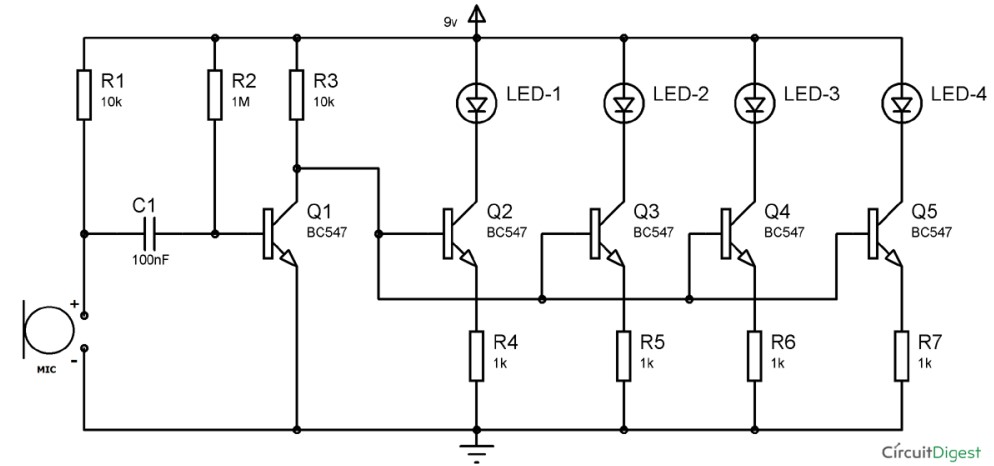 9v
R1
10k
R2
1M
R3
10k
LED-1
LED-2
LED-3
LED-4
C1
100nF
Q1
BC547
Q2
BC547
Q3
BC547
Q4
BC547
Q5
BC547
+
-
MIC
R4
1k
R5
1k
R6
1k
R7
1k
CírcuitDigest